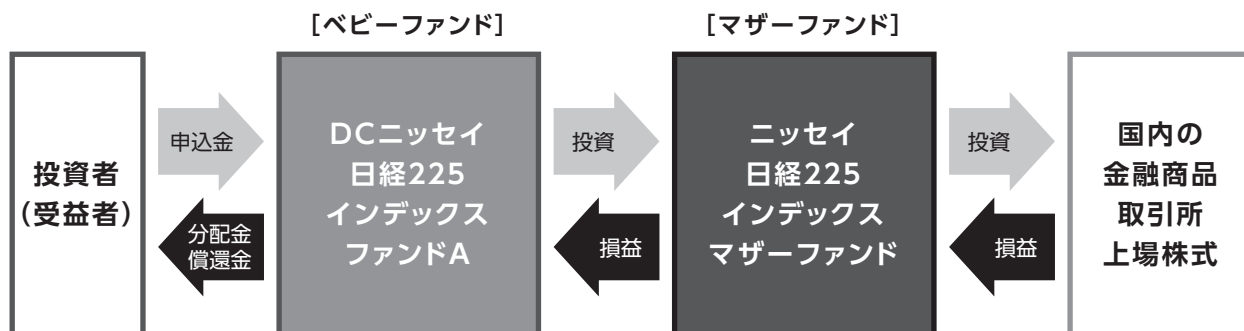 [ベビーファンド]
[マザーファンド]
投資者
(受益者)
申込金
分配金
償還金
DCニッセイ
日経225
インデックス
ファンドA
投資
損益
ニッセイ
日経225
インデックス
マザーファンド
投資
損益
国内の
金融商品
取引所
上場株式